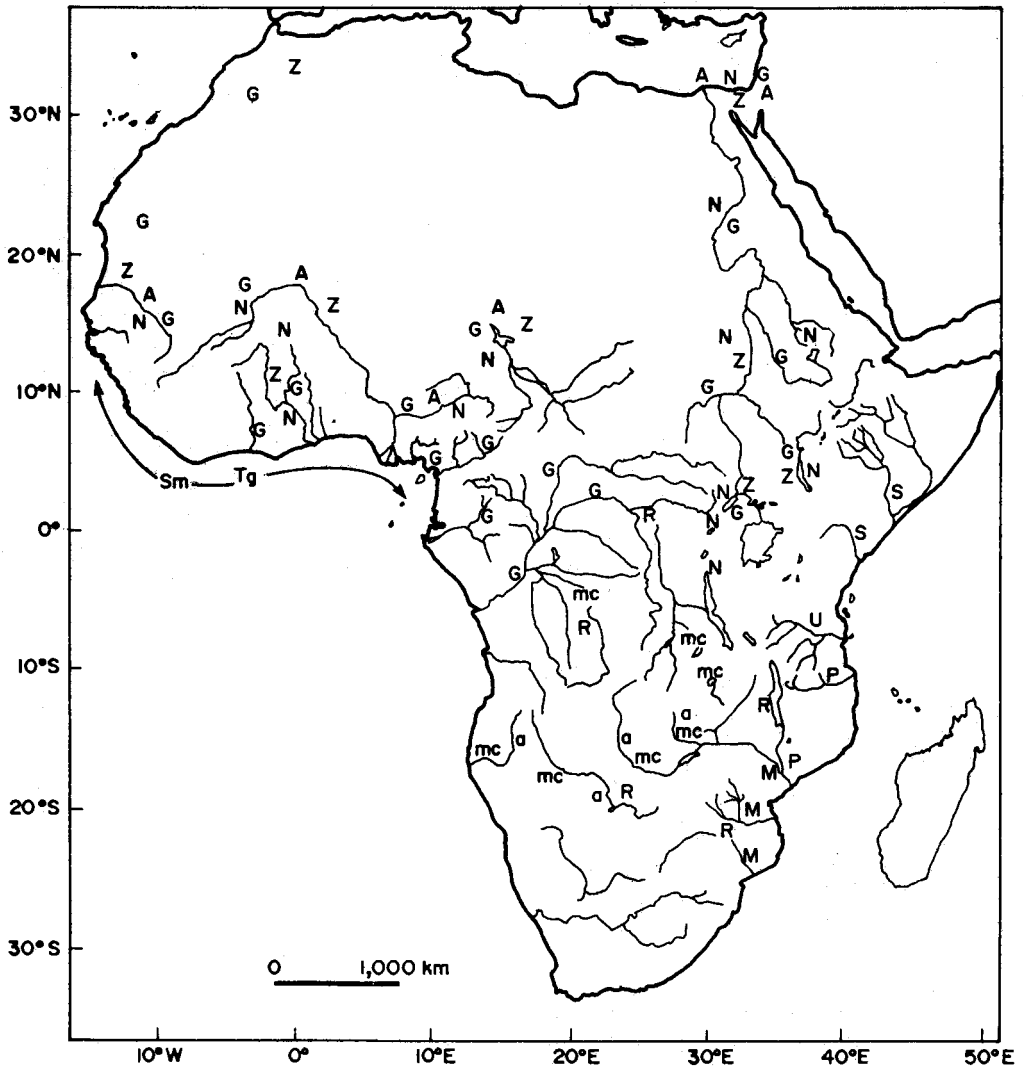 Z
A N G
G Z A
30°N
N
G G
20°N
Z A
G A
A N G N Z A
G Z
N N G N
N Z G
Z
10°N G
G A G
N N
G G G G
Z N
Sm Tg G N Z
G S
G R N G
0° S
N
G
mc
U
R mc
mc P
10°S
R
a
a a mc
mc mc P
mc M
R
a
20°S M
R
M
30°S
0 1,000 km
10°W 0° 10°E 20°E 30°E 40°E 50°E